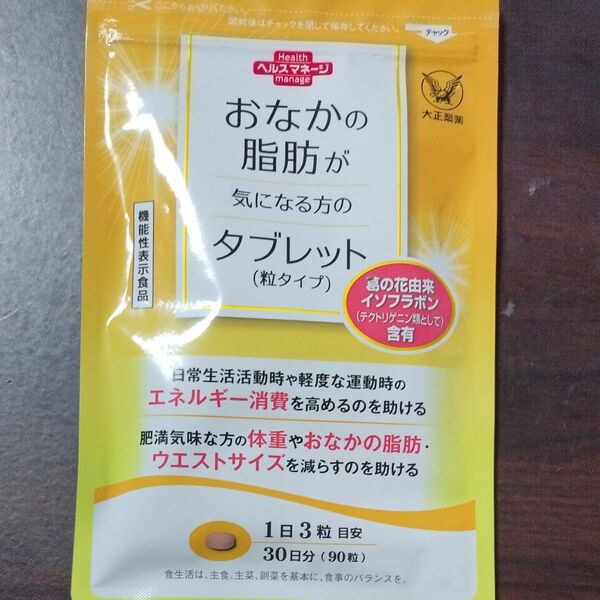 ここからお切りください。
開封後はチャックを閉じて保存してください。
チャック
Health
ヘルスマネージ
manage
大正製薬
おなかの
脂肪が
気になる方の
タブレット
(粒タイプ)
機能性表示食品
葛の花由来
イソフラボン
(テクトリゲニン類として)
含有
日常生活活動時や軽度な運動時の
エネルギー消費を高めるのを助ける
肥満気味な方の体重やおなかの脂肪・
ウエストサイズを減らすのを助ける
1日3粒 目安
30日分(90粒)
食生活は、主食、主菜、副菜を基本に、食事のバランスを。